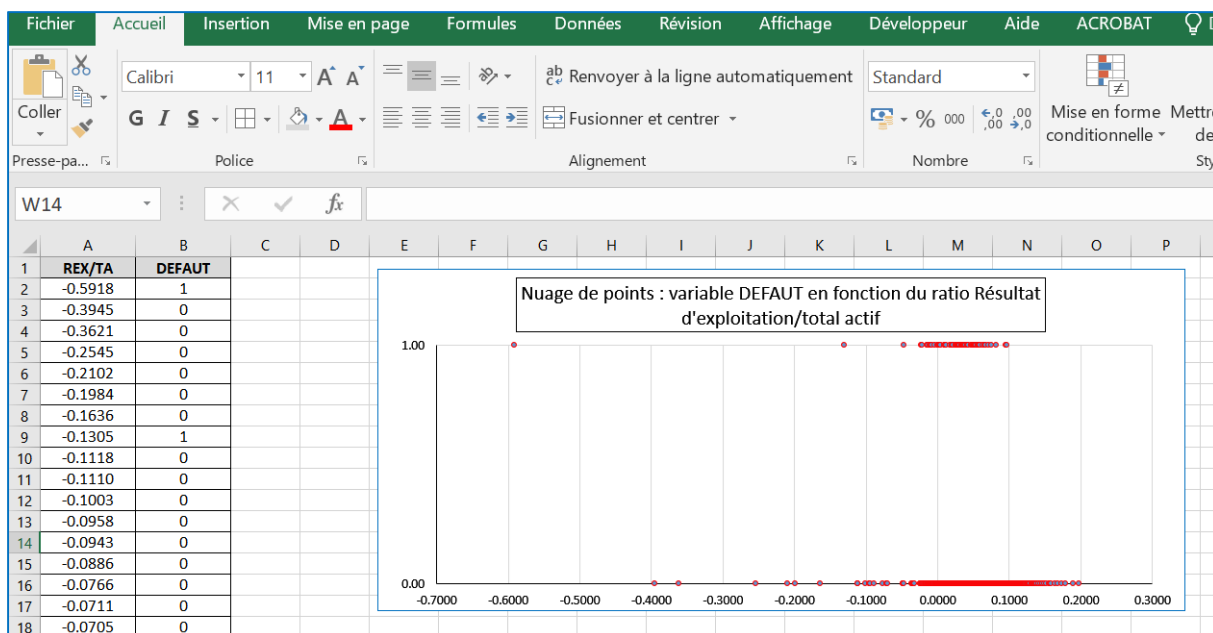 Fichier Accueil Insertion Mise en page Formules Données Révision Affichage Développeur Aide ACROBAT
Calibri 11 A A ab Renvoyer à la ligne automatiquement Standard
Coller G I S A Fusionner et centrer % 000 ,0 ,00 ,00 ,0 Mise en forme conditionnelle
Presse-pa... Police Alignement Nombre
W14 fx
A B C D E F G H I J K L M N O P
1 REX/TA DEFAUT
2 -0.5918 1
3 -0.3945 0
4 -0.3621 0
5 -0.2545 0
6 -0.2102 0
7 -0.1984 0
8 -0.1636 0
9 -0.1305 1
10 -0.1118 0
11 -0.1110 0
12 -0.1003 0
13 -0.0958 0
14 -0.0943 0
15 -0.0886 0
16 -0.0766 0
17 -0.0711 0
18 -0.0705 0
Nuage de points : variable DEFAUT en fonction du ratio Résultat
d'exploitation/total actif
1.00
0.00
-0.7000 -0.6000 -0.5000 -0.4000 -0.3000 -0.2000 -0.1000 0.0000 0.1000 0.2000 0.3000